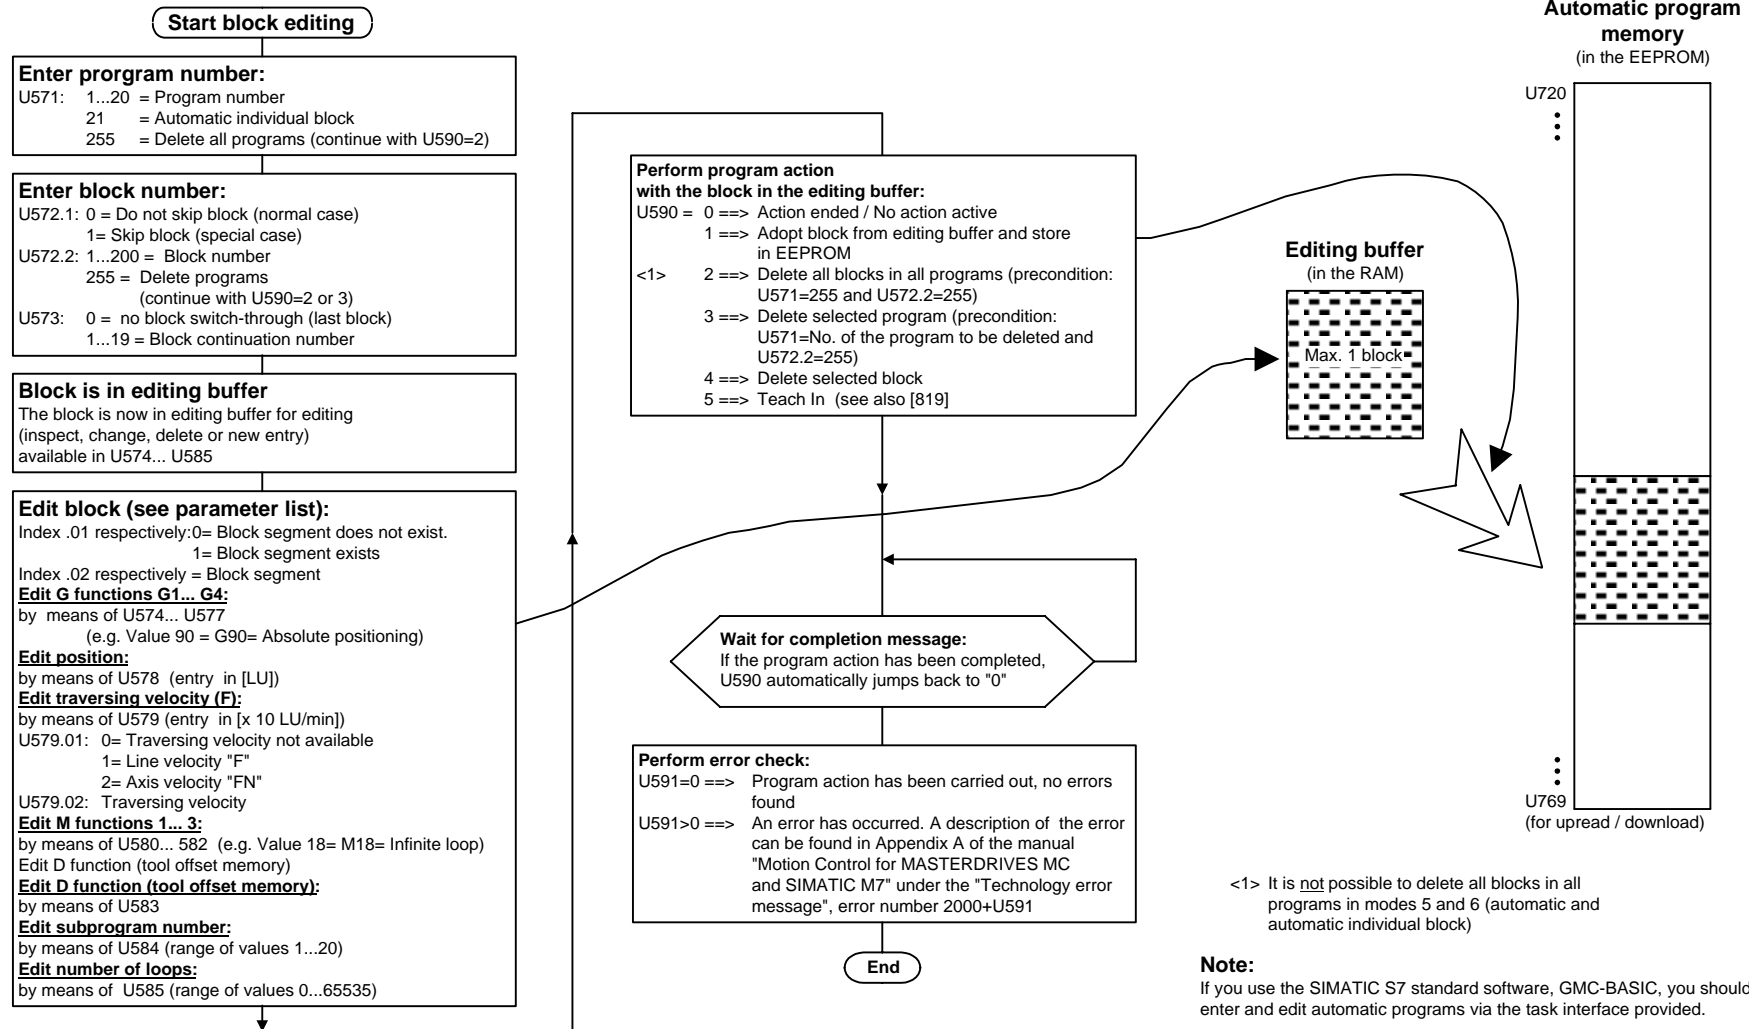 Start block editing
Enter prorgram number:
U571: 1...20 = Program number
21 = Automatic individual block
255 = Delete all programs (continue with U590=2)
Enter block number:
U572.1: 0 = Do not skip block (normal case)
1= Skip block (special case)
U572.2: 1...200 = Block number
255 = Delete programs
(continue with U590=2 or 3)
U573: 0 = no block switch-through (last block)
1...19 = Block continuation number
Block is in editing buffer
The block is now in editing buffer for editing
(inspect, change, delete or new entry)
available in U574... U585
Edit block (see parameter list):
Index .01 respectively:0= Block segment does not exist.
1= Block segment exists
Index .02 respectively = Block segment
Edit G functions G1... G4:
by means of U574... U577
(e.g. Value 90 = G90= Absolute positioning)
Edit position:
by means of U578 (entry in [LU])
Edit traversing velocity (F):
by means of U579 (entry in [x 10 LU/min])
U579.01: 0= Traversing velocity not available
1= Line velocity "F"
2= Axis velocity "FN"
U579.02: Traversing velocity
Edit M functions 1... 3:
by means of U580... 582 (e.g. Value 18= M18= Infinite loop)
Edit D function (tool offset memory)
Edit D function (tool offset memory):
by means of U583
Edit subprogram number:
by means of U584 (range of values 1...20)
Edit number of loops:
by means of U585 (range of values 0...65535)
Perform program action
with the block in the editing buffer:
U590 = 0 ==> Action ended / No action active
1 ==> Adopt block from editing buffer and store
in EEPROM
<1> 2 ==> Delete all blocks in all programs (precondition:
U571=255 and U572.2=255)
3 ==> Delete selected program (precondition:
U571=No. of the program to be deleted and
U572.2=255)
4 ==> Delete selected block
5 ==> Teach In (see also [819]
Wait for completion message:
If the program action has been completed,
U590 automatically jumps back to "0"
Perform error check:
U591=0 ==> Program action has been carried out, no errors
found
U591>0 ==> An error has occurred. A description of the error
can be found in Appendix A of the manual
"Motion Control for MASTERDRIVES MC
and SIMATIC M7" under the "Technology error
message", error number 2000+U591
End
Editing buffer
(in the RAM)
Max. 1 block
Automatic program
memory
(in the EEPROM)
U720
U769
(for upread / download)
<1> It is not possible to delete all blocks in all
programs in modes 5 and 6 (automatic and
automatic individual block)
Note:
If you use the SIMATIC S7 standard software, GMC-BASIC, you should
enter and edit automatic programs via the task interface provided.